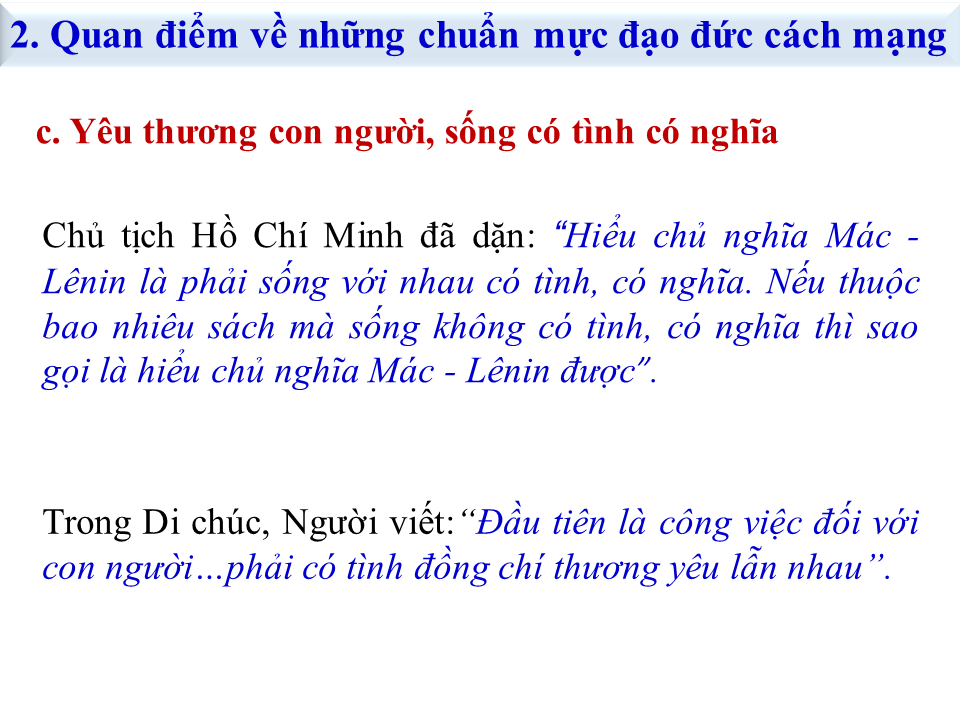 2. Quan điểm về những chuẩn mực đạo đức cách mạng
c. Yêu thương con người, sống có tình có nghĩa
Chủ tịch Hồ Chí Minh đã dặn: “Hiểu chủ nghĩa Mác -
Lênin là phải sống với nhau có tình, có nghĩa. Nếu thuộc
bao nhiêu sách mà sống không có tình, có nghĩa thì sao
gọi là hiểu chủ nghĩa Mác - Lênin được”.
Trong Di chúc, Người viết:“Đầu tiên là công việc đối với
con người…phải có tình đồng chí thương yêu lẫn nhau”.